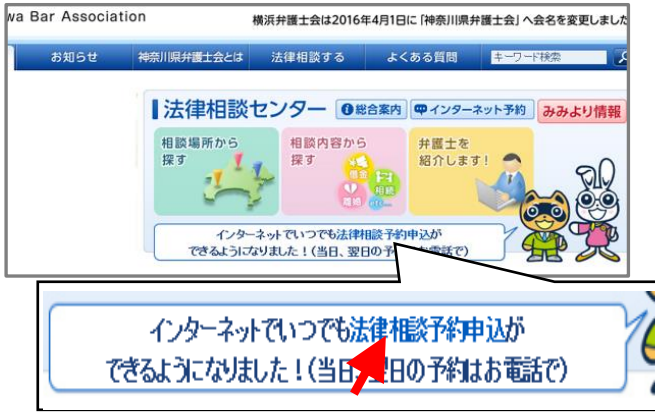 wa Bar Association
横浜弁護士会は2016年4月1日に「神奈川県弁護士会」へ会名を変更しました
お知らせ 神奈川県弁護士会とは 法律相談する よくある質問 キーワード検索
法律相談センター 総合案内 インターネット予約 みみより情報
相談場所から
探す
相談内容から
探す
借金
離婚
相続
etc...
弁護士を
紹介します!
インターネットでいつでも法律相談予約申込が
できるようになりました!(当日、翌日の予 お電話で)
インターネットでいつでも法律相談予約申込が
できるようになりました!(当日、翌日の予約はお電話で)